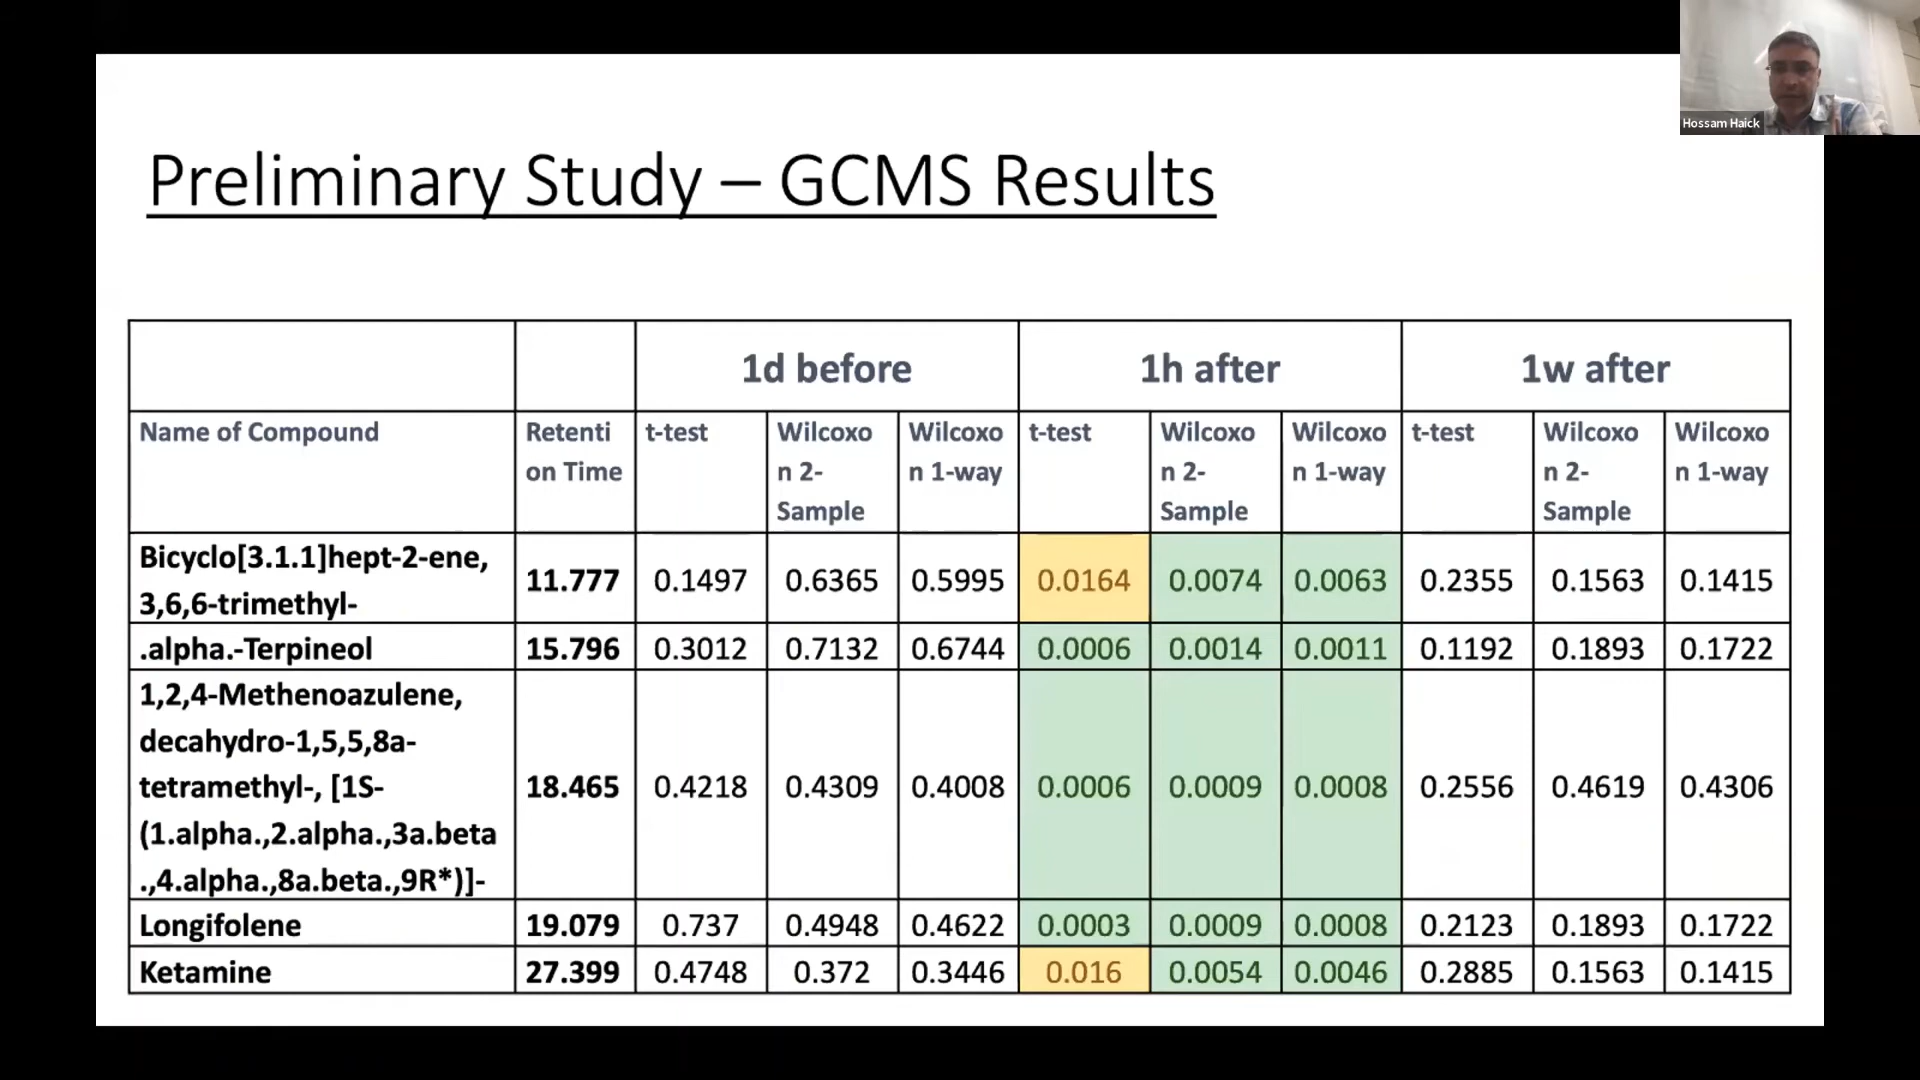 Hossam Haick
Preliminary Study – GCMS Results
1d before 1h after 1w after
Name of Compound Retenti on Time t-test Wilcoxo n 2- Sample Wilcoxo n 1-way t-test Wilcoxo n 2- Sample Wilcoxo n 1-way t-test Wilcoxo n 2- Sample Wilcoxo n 1-way
Bicyclo[3.1.1]hept-2-ene,
3,6,6-trimethyl-
11.777 0.1497 0.6365 0.5995 0.0164 0.0074 0.0063 0.2355 0.1563 0.1415
.alpha.-Terpineol 15.796 0.3012 0.7132 0.6744 0.0006 0.0014 0.0011 0.1192 0.1893 0.1722
1,2,4-Methenoazulene,
decahydro-1,5,5,8a-
tetramethyl-, [1S-
(1.alpha.,2.alpha.,3a.beta
.,4.alpha.,8a.beta.,9R*)]-
18.465 0.4218 0.4309 0.4008 0.0006 0.0009 0.0008 0.2556 0.4619 0.4306
Longifolene 19.079 0.737 0.4948 0.4622 0.0003 0.0009 0.0008 0.2123 0.1893 0.1722
Ketamine 27.399 0.4748 0.372 0.3446 0.016 0.0054 0.0046 0.2885 0.1563 0.1415